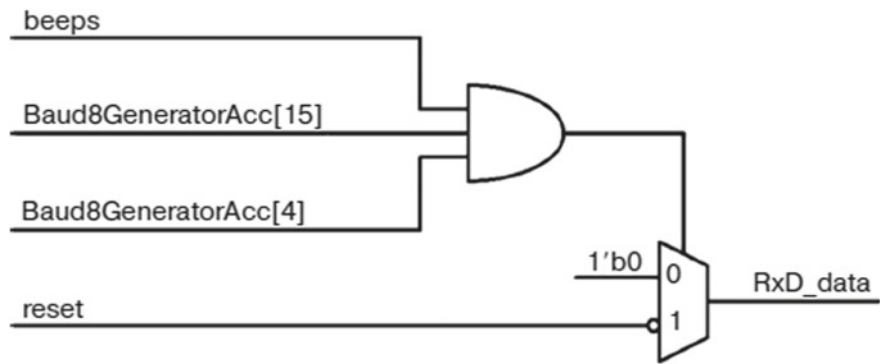 beeps
Baud8GeneratorAcc[15]
Baud8GeneratorAcc[4]
1'b0
0
RxD_data
reset
1